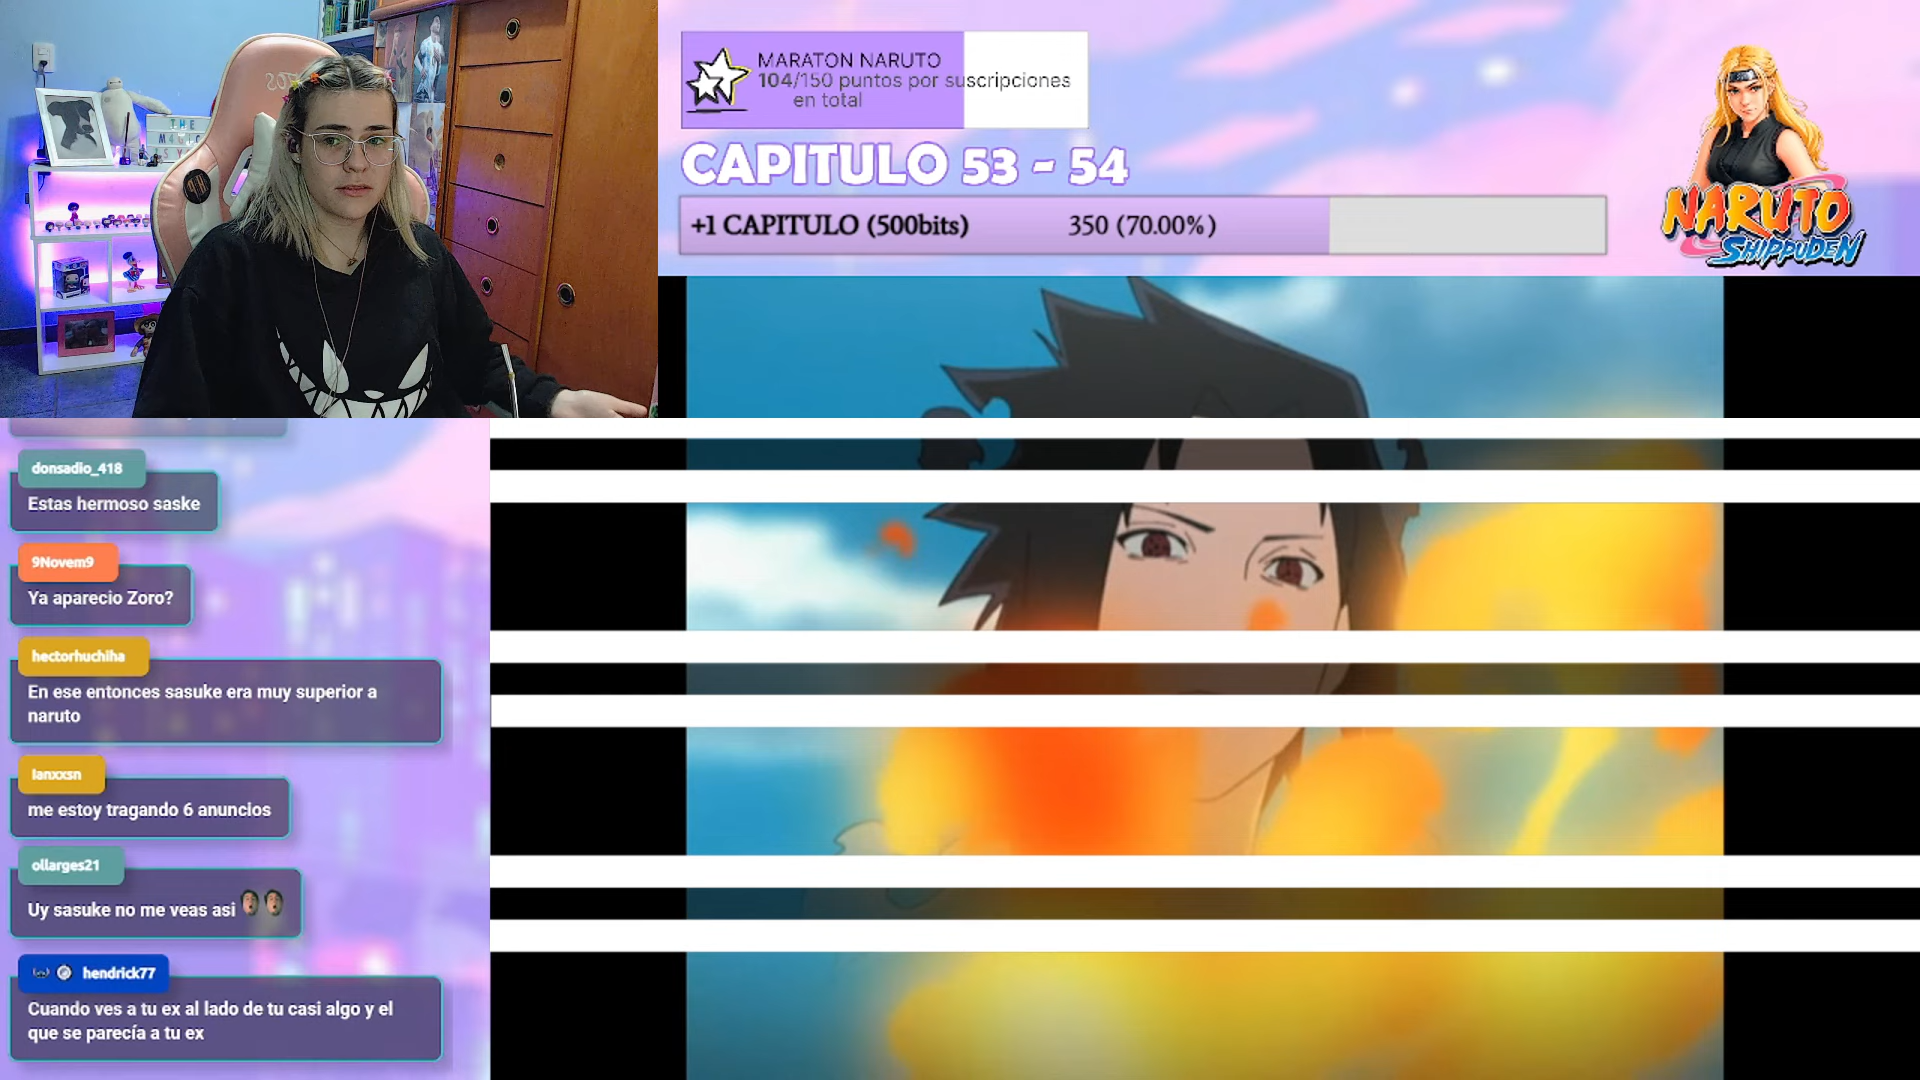 THE
MAGC
SY
MARATON NARUTO
104/150 puntos por suscripciones
en total
CAPITULO 53 - 54
+1 CAPITULO (500bits) 350 (70.00%)
NARUTO
SHIPPUDEN
donsadio_418
Estas hermoso saske
9Novem9
Ya aparecio Zoro?
hectorhuchiha
En ese entonces sasuke era muy superior a
naruto
lanxxsn
me estoy tragando 6 anuncios
ollarges21
Uy sasuke no me veas asi
hendrick77
Cuando ves a tu ex al lado de tu casi algo y el
que se parecía a tu ex